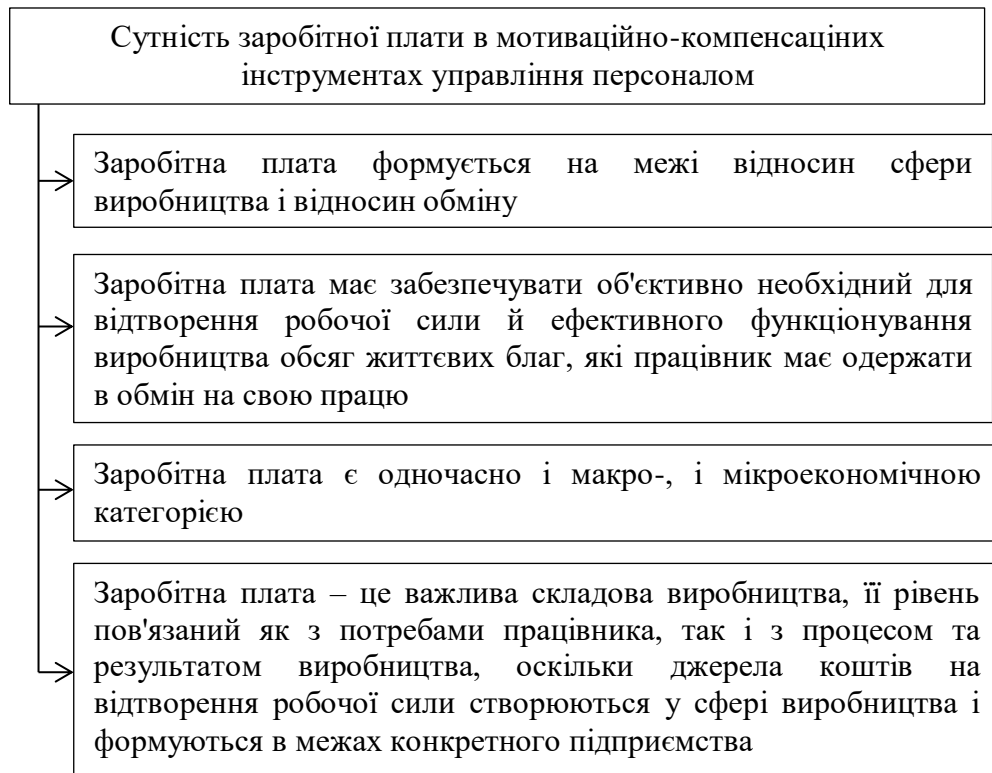 Сутність заробітної плати в мотиваційно-компенсаціних
інструментах управління персоналом
Заробітна плата формується на межі відносин сфери
виробництва і відносин обміну
Заробітна плата має забезпечувати об'єктивно необхідний для
відтворення робочої сили й ефективного функціонування
виробництва обсяг життєвих благ, які працівник має одержати
в обмін на свою працю
Заробітна плата є одночасно і макро-, і мікроекономічною
категорією
Заробітна плата – це важлива складова виробництва, її рівень
пов'язаний як з потребами працівника, так і з процесом та
результатом виробництва, оскільки джерела коштів на
відтворення робочої сили створюються у сфері виробництва і
формуються в межах конкретного підприємства